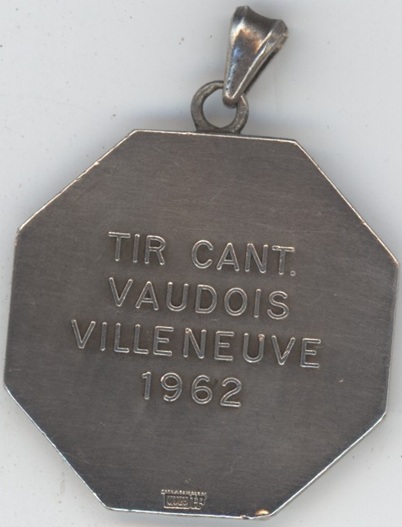 TIR CANT.
VAUDOIS
VILLENEUVE
1962